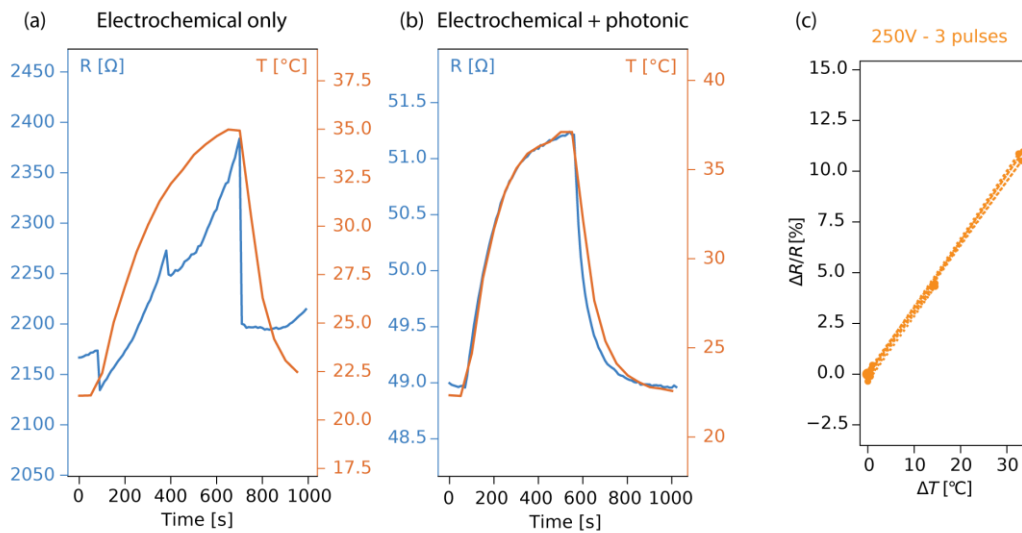 (a) Electrochemical only
R [Ω]
T [°C]
2450
2400
2350
2300
2250
2200
2150
2100
2050
37.5
35.0
32.5
30.0
27.5
25.0
22.5
20.0
17.5
0 200 400 600 800 1000
Time [s]
(b) Electrochemical + photonic
R [Ω]
T [°C]
51.5
51.0
50.5
50.0
49.5
49.0
48.5
40
35
30
25
20
0 200 400 600 800 1000
Time [s]
(c)
250V - 3 pulses
ΔR/R[%]
15.0
12.5
10.0
7.5
5.0
2.5
0.0
−2.5
0 10 20 30
ΔT [°C]